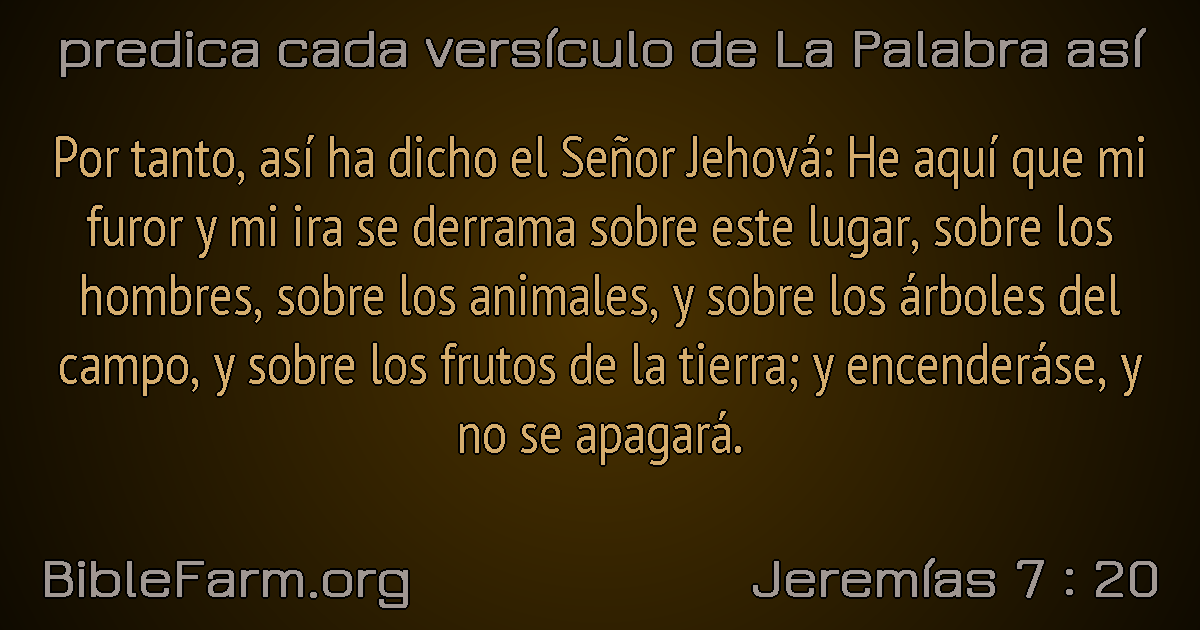 predica cada versículo de La Palabra así
Por tanto, así ha dicho el Señor Jehová: He aquí que mi
furor y mi ira se derrama sobre este lugar, sobre los
hombres, sobre los animales, y sobre los árboles del
campo, y sobre los frutos de la tierra; y encenderáse, y
no se apagará.
BibleFarm.org
Jeremías 7 : 20